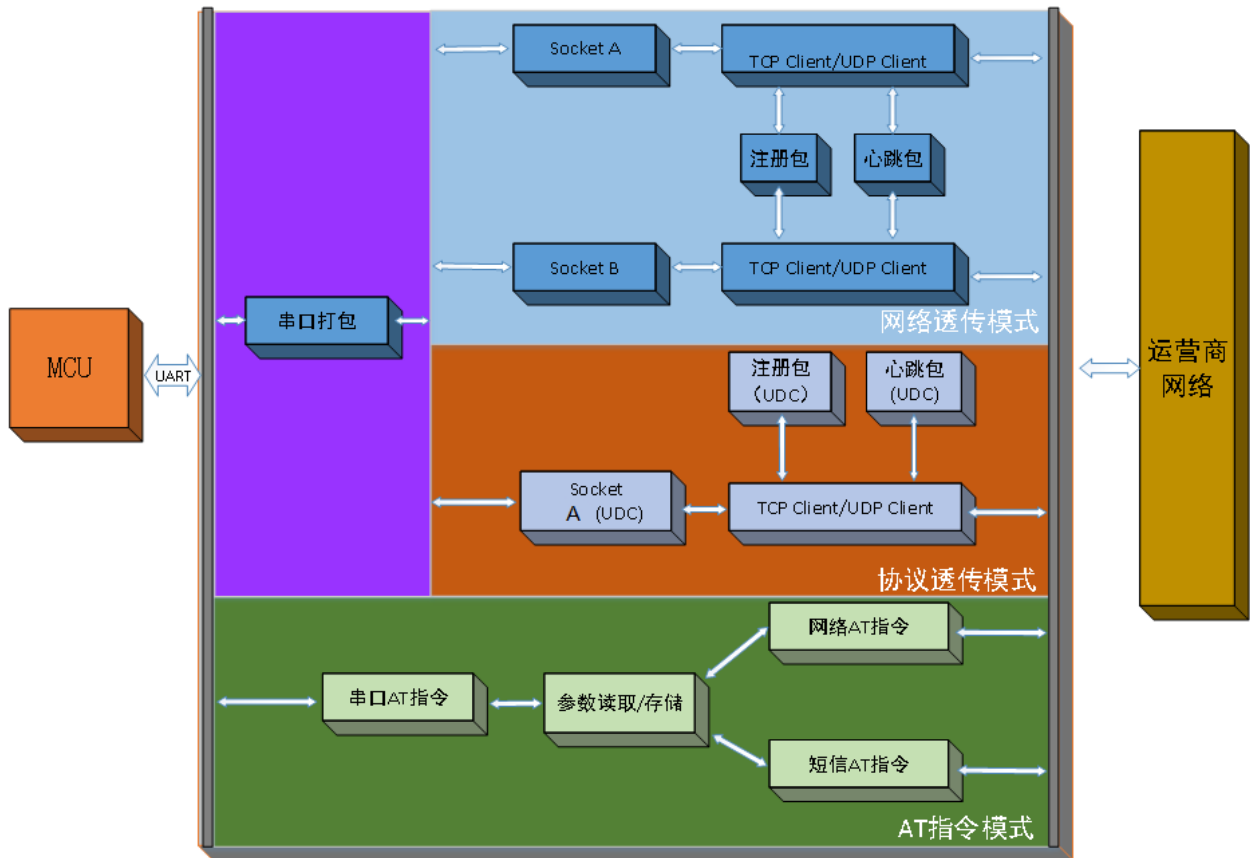 Socket A
TCP Client/UDP Client
注册包
心跳包
Socket B
TCP Client/UDP Client
网络透传模式
串口打包
MCU
UART
运营商
网络
注册包
（UDC）
心跳包
(UDC)
Socket
A (UDC)
TCP Client/UDP Client
协议透传模式
网络AT指令
串口AT指令
参数读取/存储
短信AT指令
AT指令模式